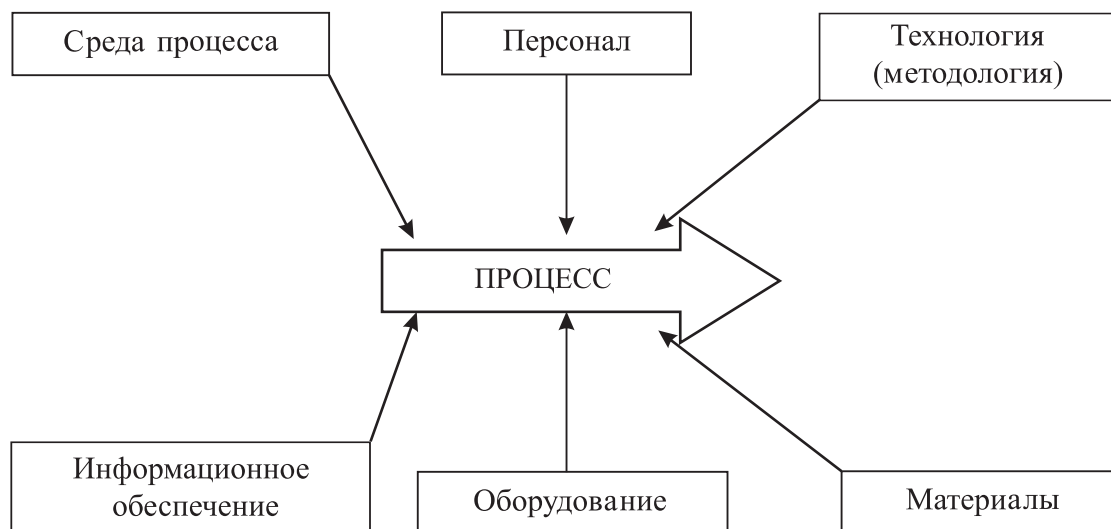 Среда процесса
Персонал
Технология
(методология)
ПРОЦЕСС
Информационное
обеспечение
Оборудование
Материалы